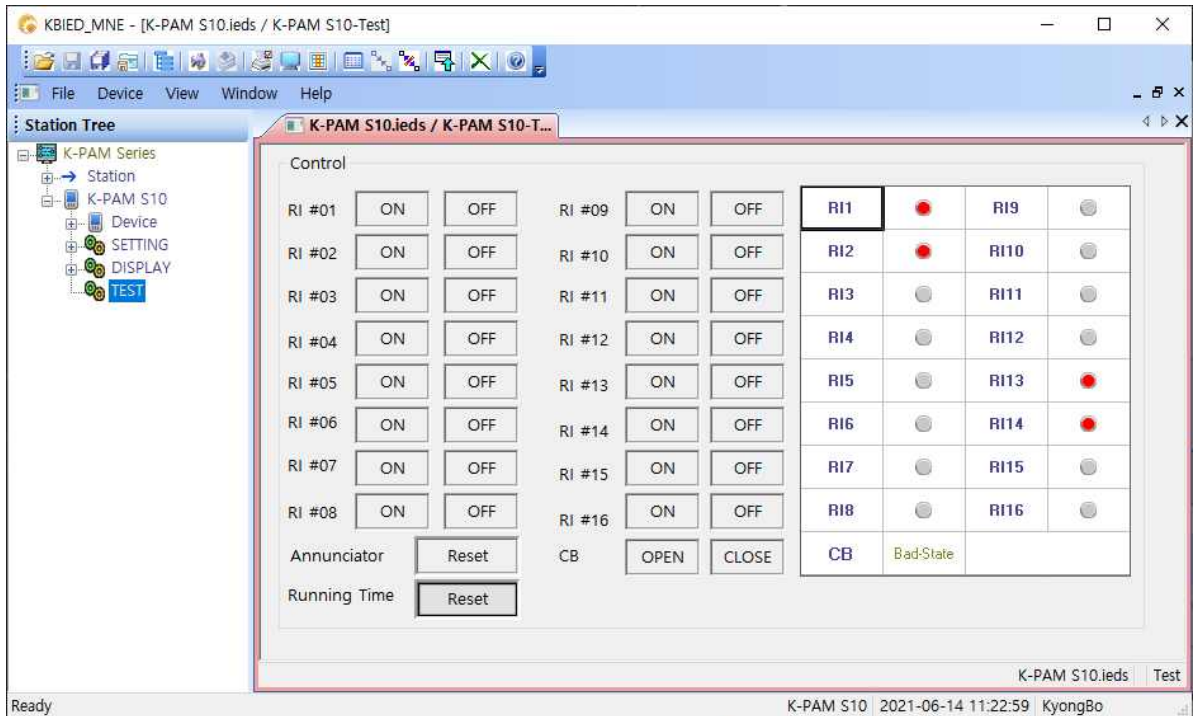 KBIED_MNE - [K-PAM S10.ieds / K-PAM S10-Test]
File Device View Window Help
Station Tree
K-PAM S10.ieds / K-PAM S10-T...
K-PAM Series
Station
K-PAM S10
Device
SETTING
DISPLAY
TEST
Control
RI #01 ON OFF RI #09 ON OFF RI1 RI9
RI #02 ON OFF RI #10 ON OFF RI2 RI10
RI #03 ON OFF RI #11 ON OFF RI3 RI11
RI #04 ON OFF RI #12 ON OFF RI4 RI12
RI #05 ON OFF RI #13 ON OFF RI5 RI13
RI #06 ON OFF RI #14 ON OFF RI6 RI14
RI #07 ON OFF RI #15 ON OFF RI7 RI15
RI #08 ON OFF RI #16 ON OFF RI8 RI16
Annunciator Reset CB OPEN CLOSE CB Bad-State
Running Time Reset
K-PAM S10.ieds Test
Ready K-PAM S10 2021-06-14 11:22:59 KyongBo